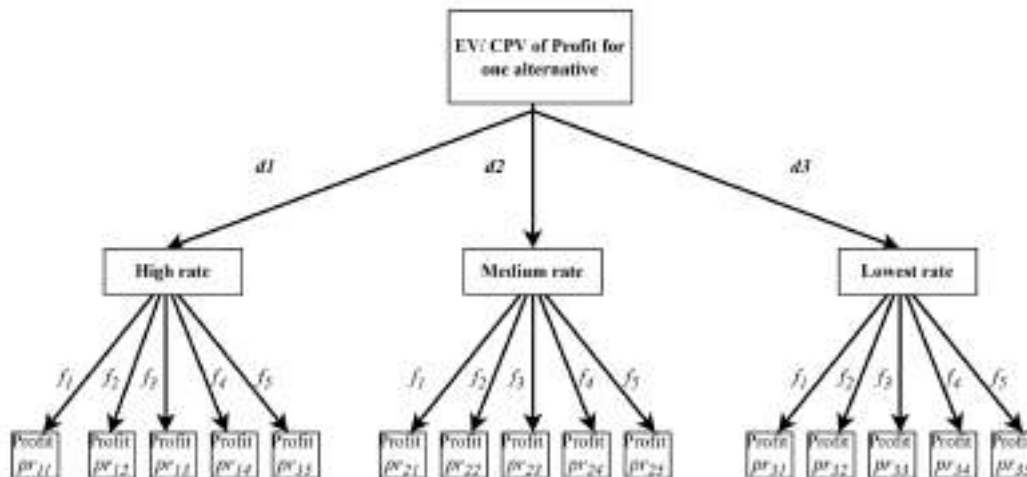 EV/ CPV of Profit for
one alternative
d1 d2 d3
High rate Medium rate Lowest rate
f1 f2 f3 f4 f5 f1 f2 f3 f4 f5 f1 f2 f3 f4 f5
Profit Profit Profit Profit Profit Profit Profit Profit Profit Profit Profit Profit Profit Profit Profit
pr11 pr12 pr13 pr14 pr15 pr21 pr22 pr23 pr24 pr25 pr31 pr32 pr33 pr34 pr35